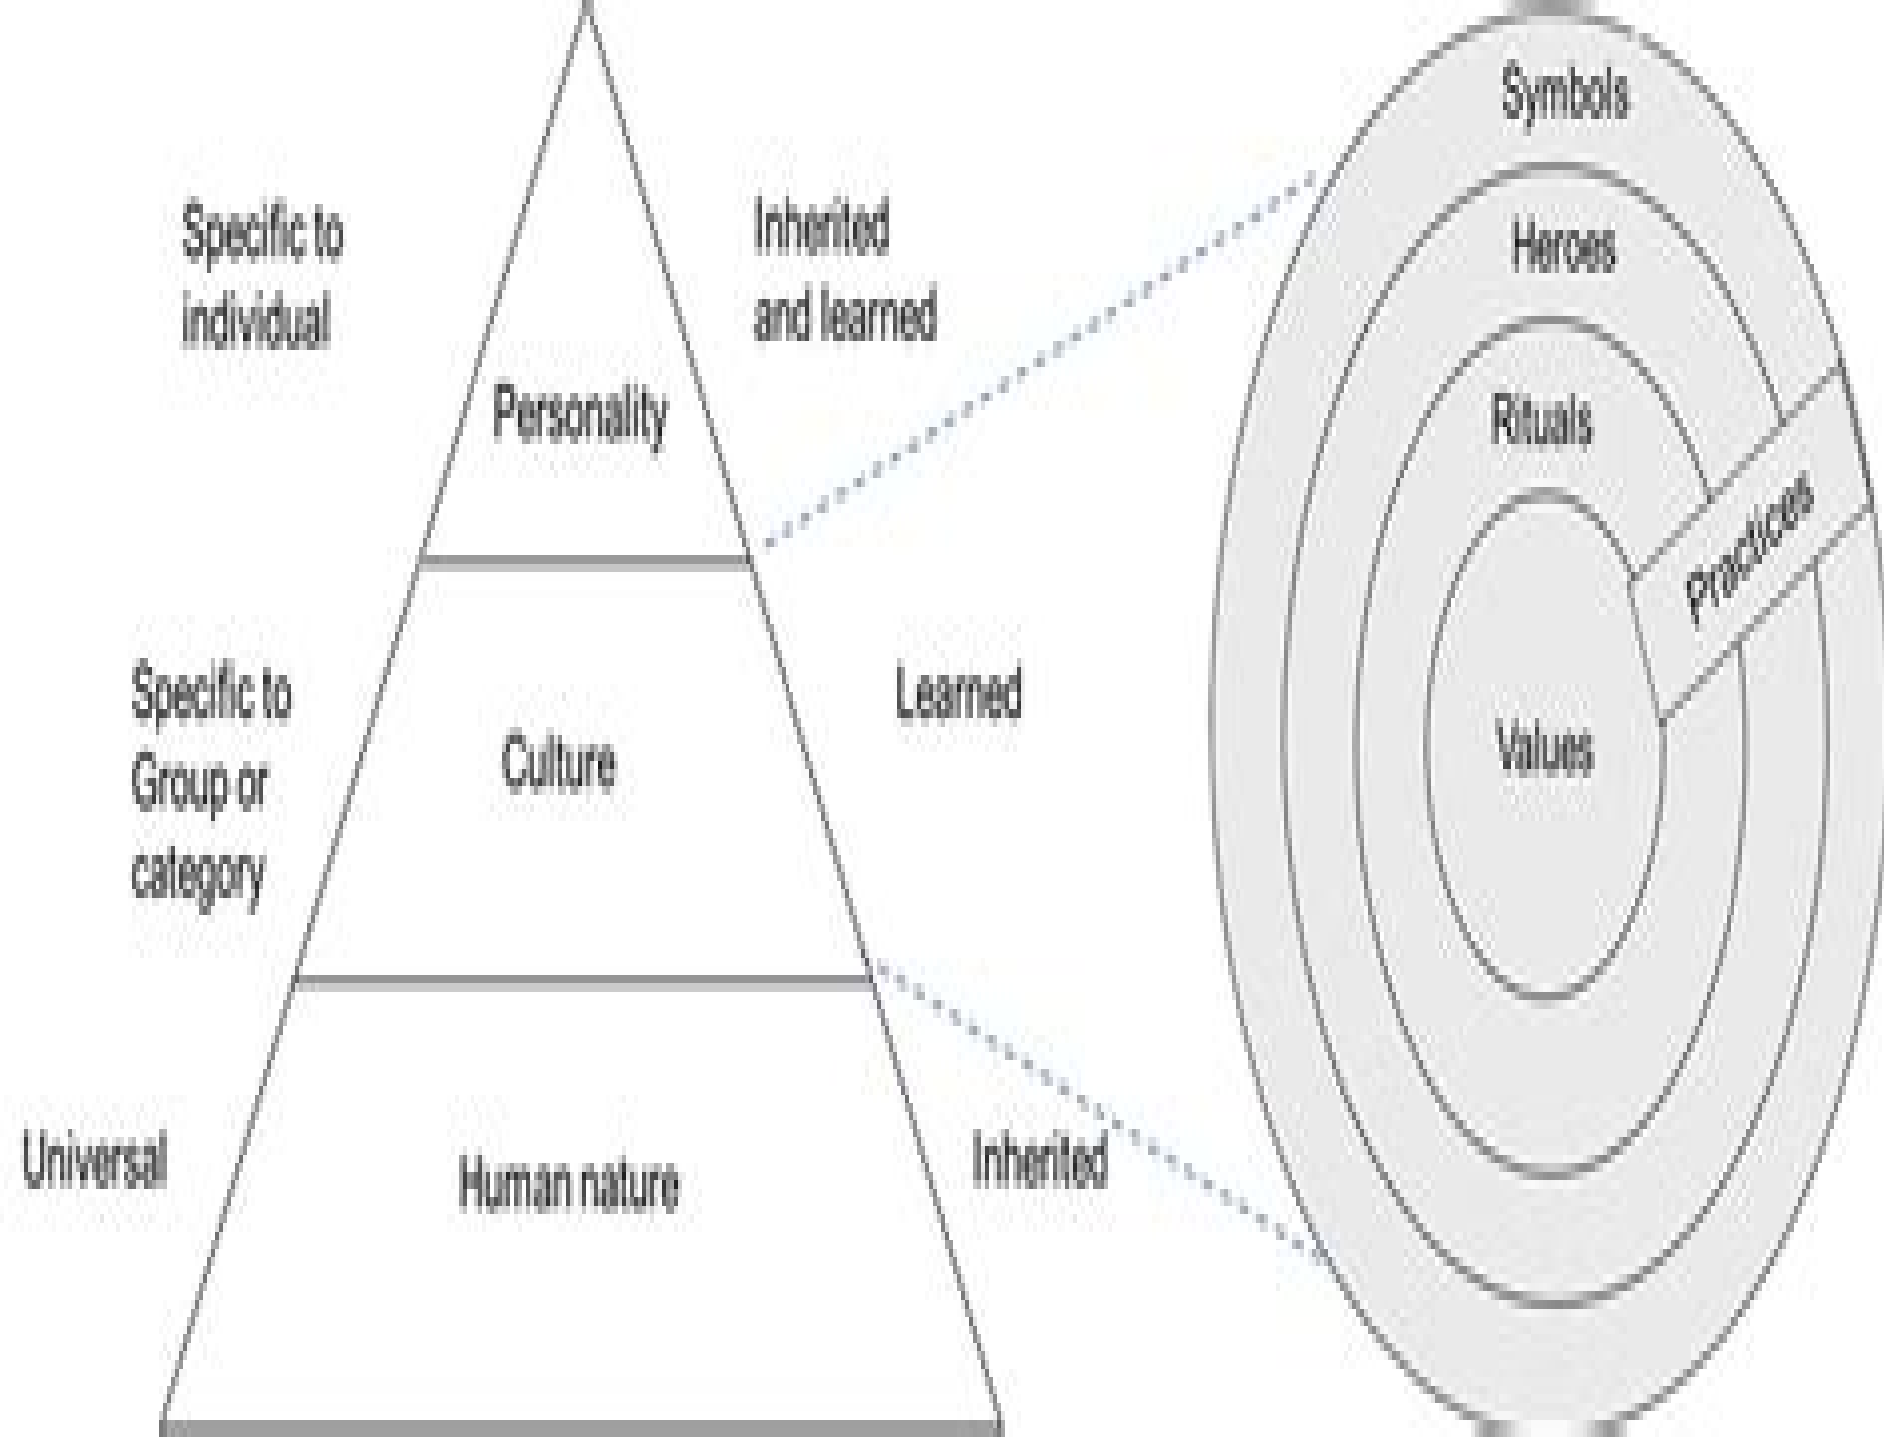 Specific to
individual
Inherited
and learned
Personality
Specific to
Group or
category
Culture
Learned
Universal
Human nature
Inherited
Symbols
Heroes
Rituals
Practices
Values